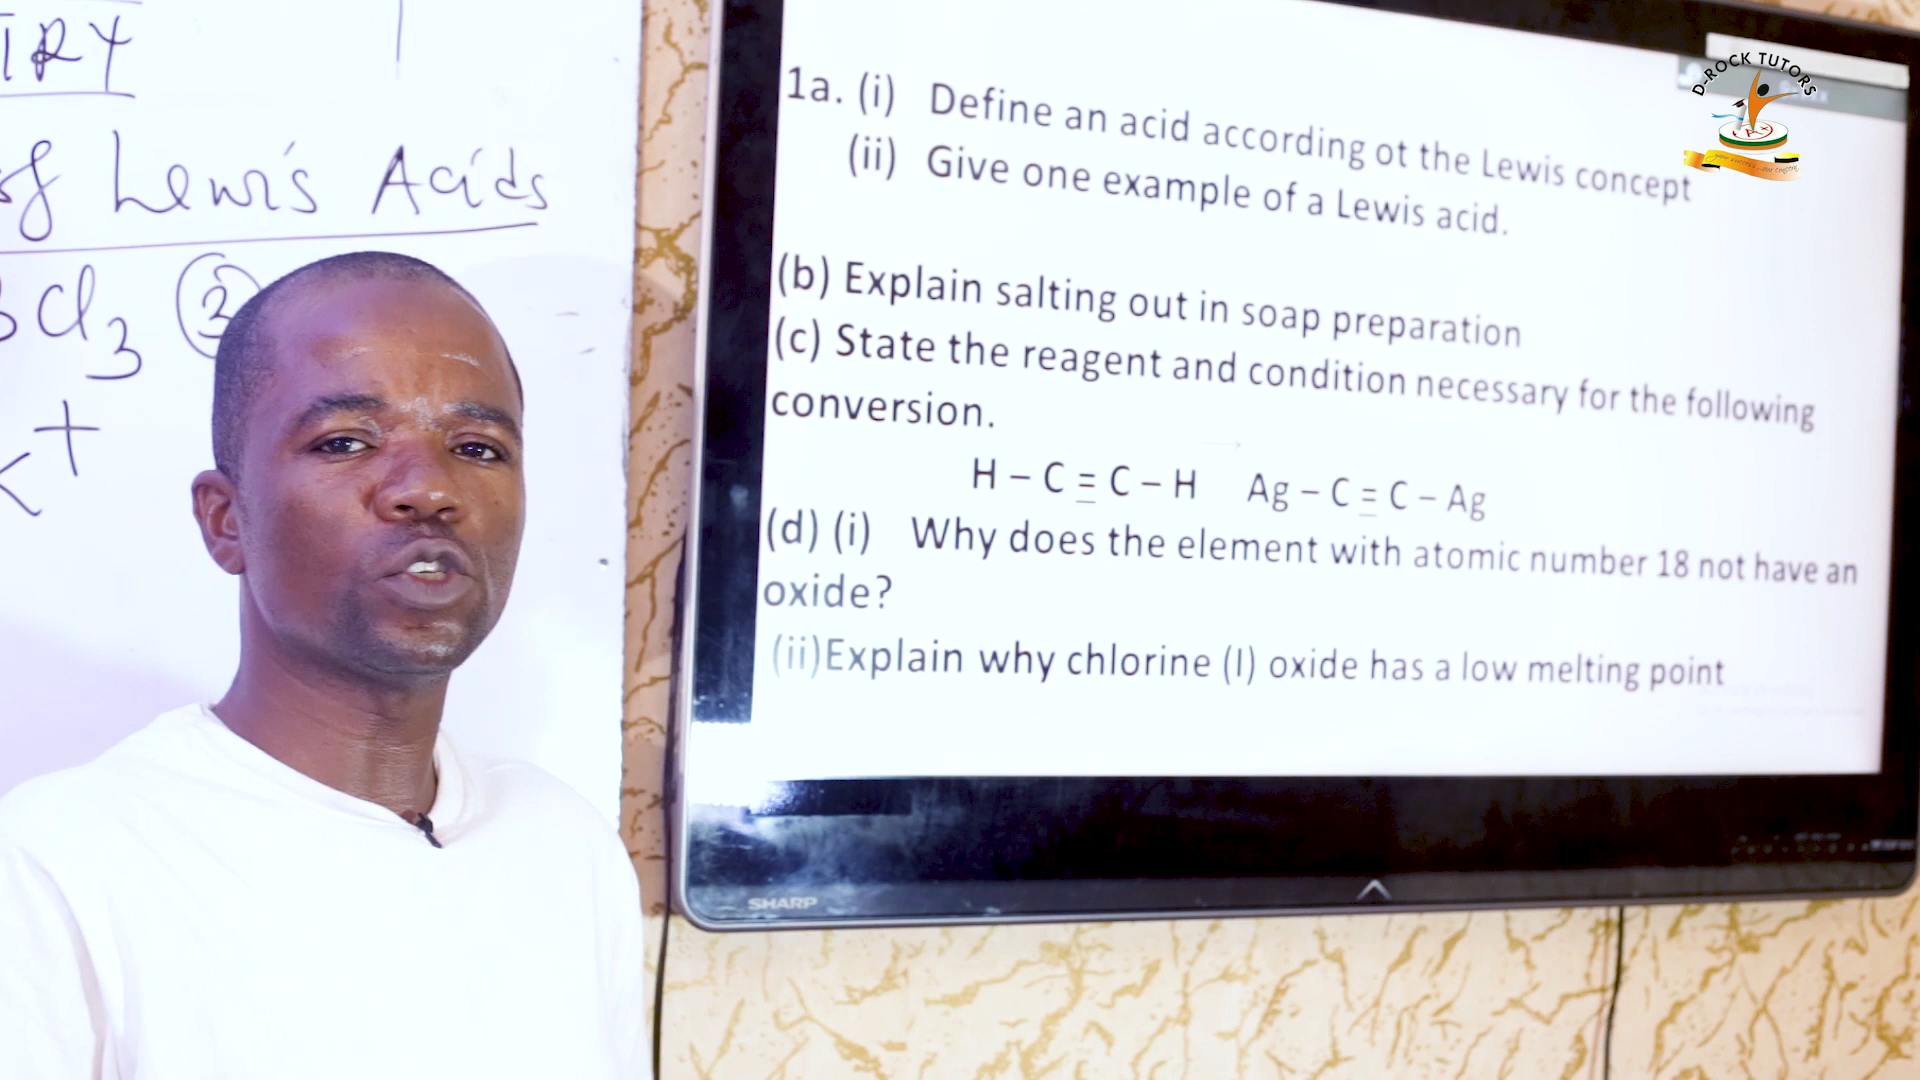 TRY
of Lewis Acids
BCl3 ③
K+
1a. (i) Define an acid according ot the Lewis concept
(ii) Give one example of a Lewis acid.
(b) Explain salting out in soap preparation
(c) State the reagent and condition necessary for the following
conversion.
H – C ≡ C – H Ag – C ≡ C – Ag
(d) (i) Why does the element with atomic number 18 not have an
oxide?
(ii)Explain why chlorine (I) oxide has a low melting point
SHARP
D-ROCK TUTORS
A+